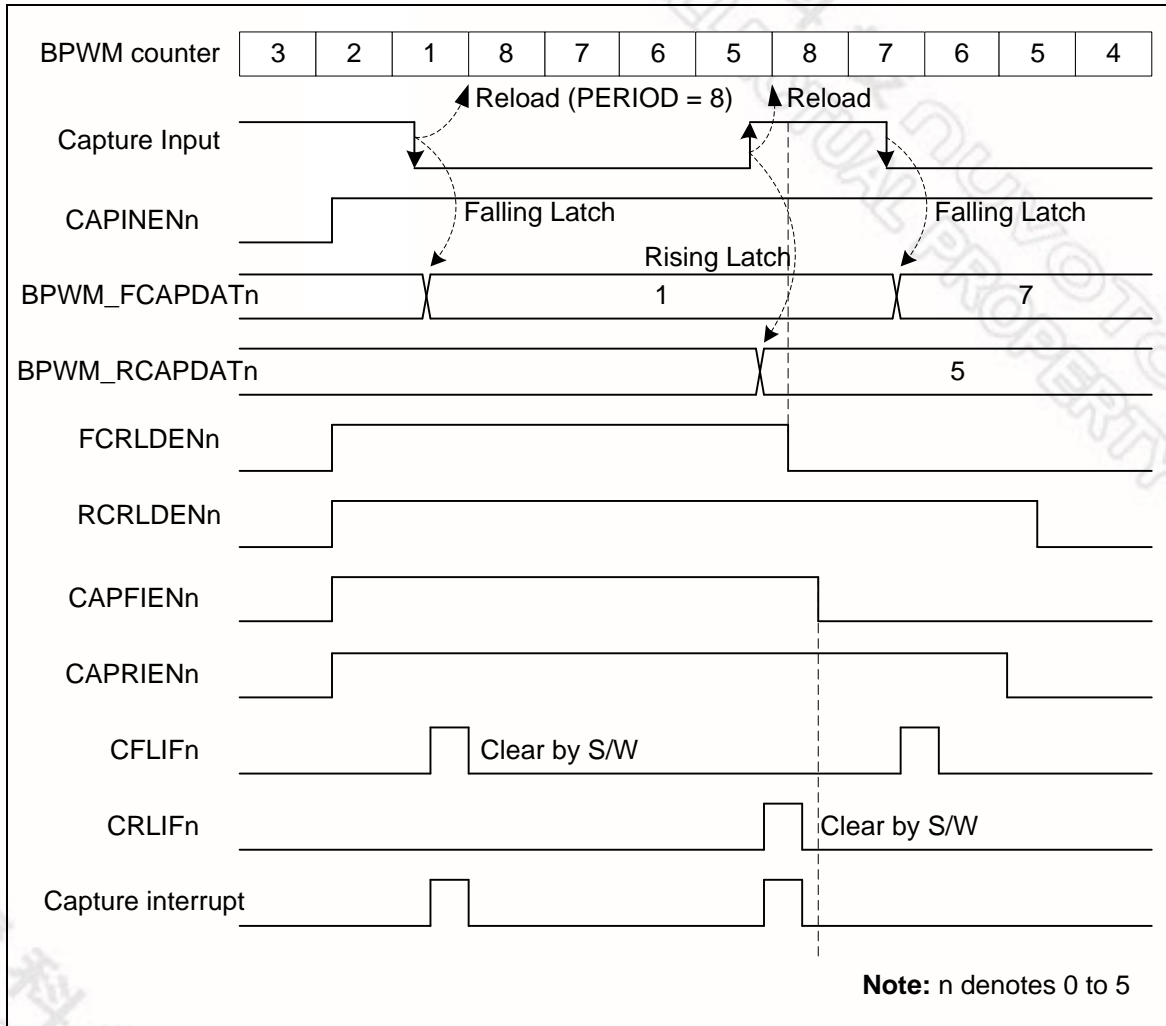 BPWM counter 3 2 1 8 7 6 5 8 7 6 5 4
Reload (PERIOD = 8) Reload
Capture Input
CAPINENn Falling Latch Falling Latch
Rising Latch
BPWM_FCAPDATn 1 7
BPWM_RCAPDATn 5
FCRLDENn
RCRLDENn
CAPFIENn
CAPRIENn
CFLIFn Clear by S/W
CRLIFn Clear by S/W
Capture interrupt
Note: n denotes 0 to 5